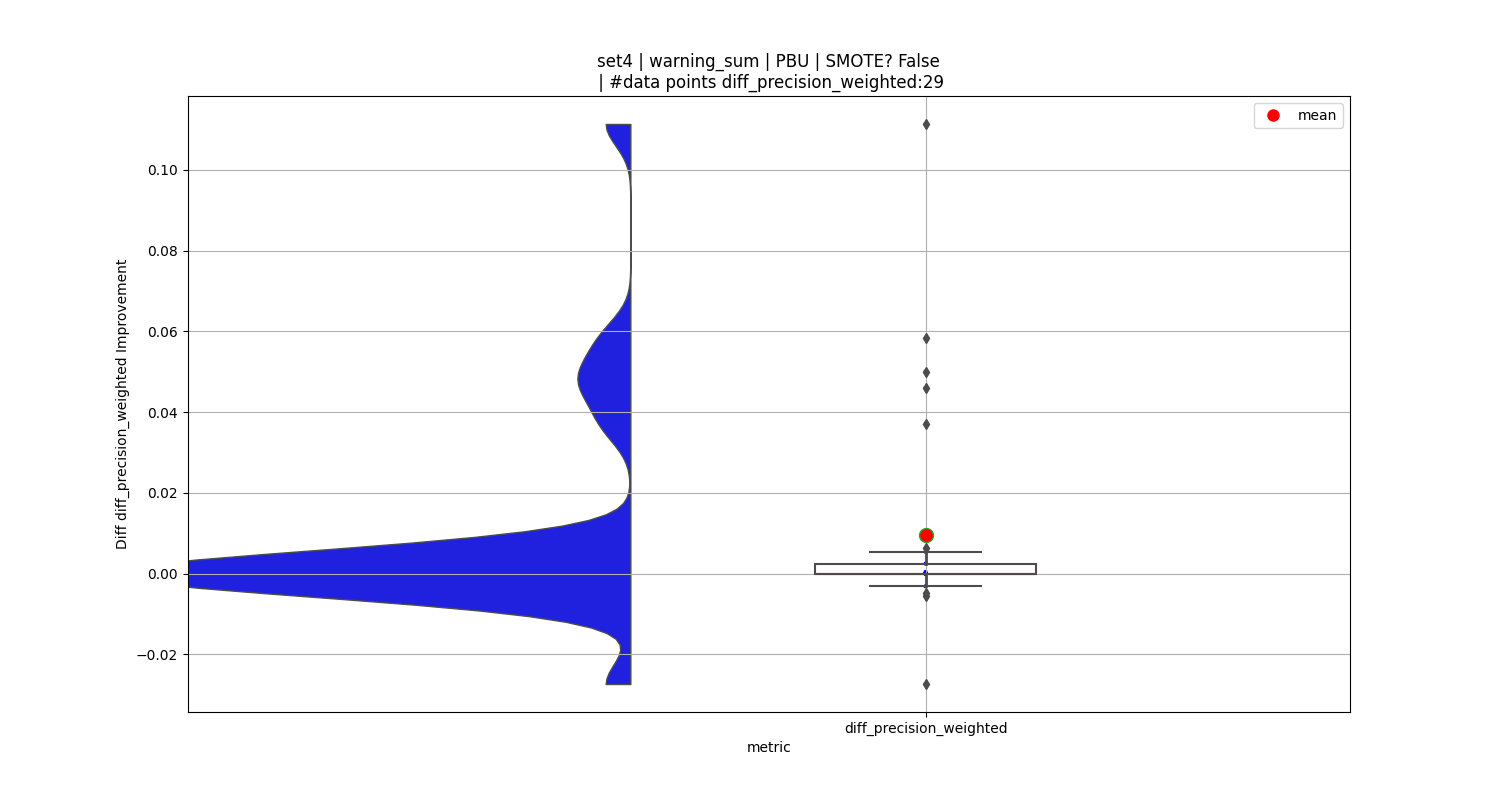 set4 | warning_sum | PBU | SMOTE? False
| #data points diff_precision_weighted:29
mean
0.10
0.08
0.06
0.04
0.02
0.00
−0.02
Diff diff_precision_weighted Improvement
diff_precision_weighted
metric